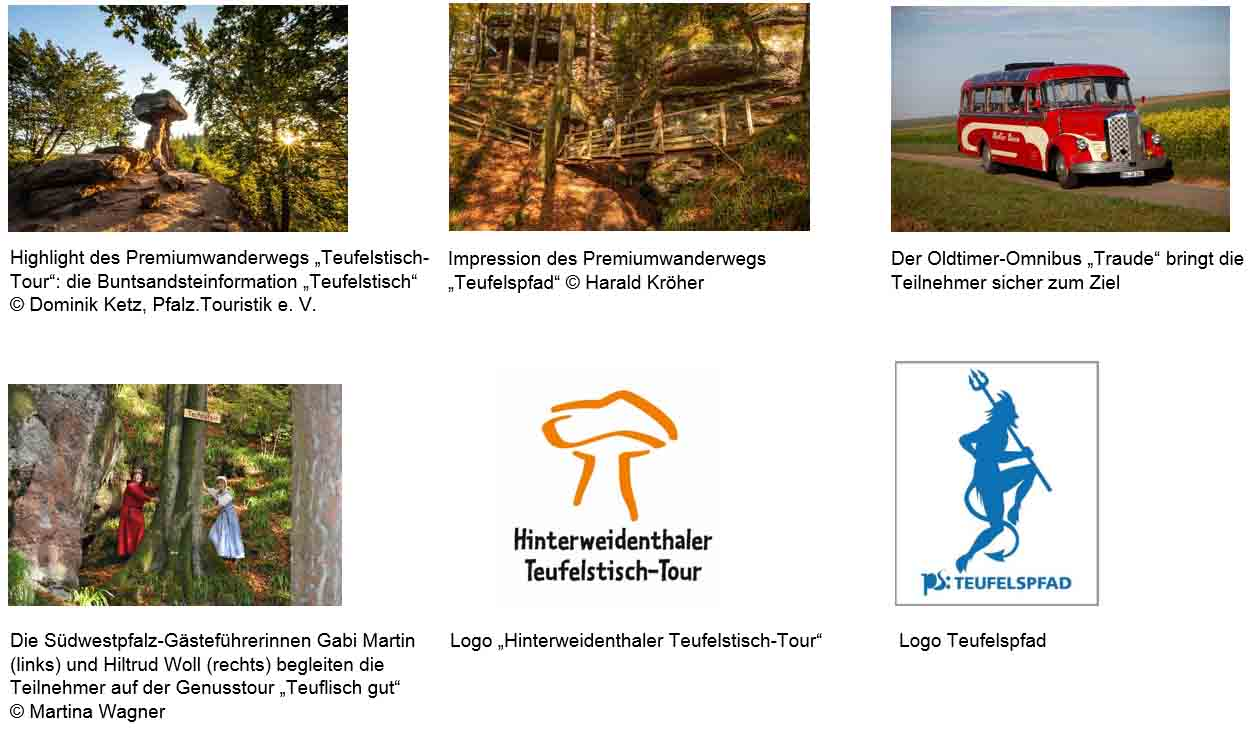 Highlight des Premiumwanderwegs „Teufelstisch-
Tour“: die Buntsandsteininformation „Teufelstisch“
© Dominik Ketz, Pfalz.Touristik e. V.
Impression des Premiumwanderwegs
„Teufelspfad“ © Harald Kröher
Der Oldtimer-Omnibus „Traude“ bringt die
Teilnehmer sicher zum Ziel
Die Südwestpfalz-Gästeführerinnen Gabi Martin
(links) und Hiltrud Woll (rechts) begleiten die
Teilnehmer auf der Genusstour „Teuflisch gut“
© Martina Wagner
Hinterweidenthaler
Teufelstisch-Tour
Logo „Hinterweidenthaler Teufelstisch-Tour“
ps: TEUFELSPFAD
Logo Teufelspfad